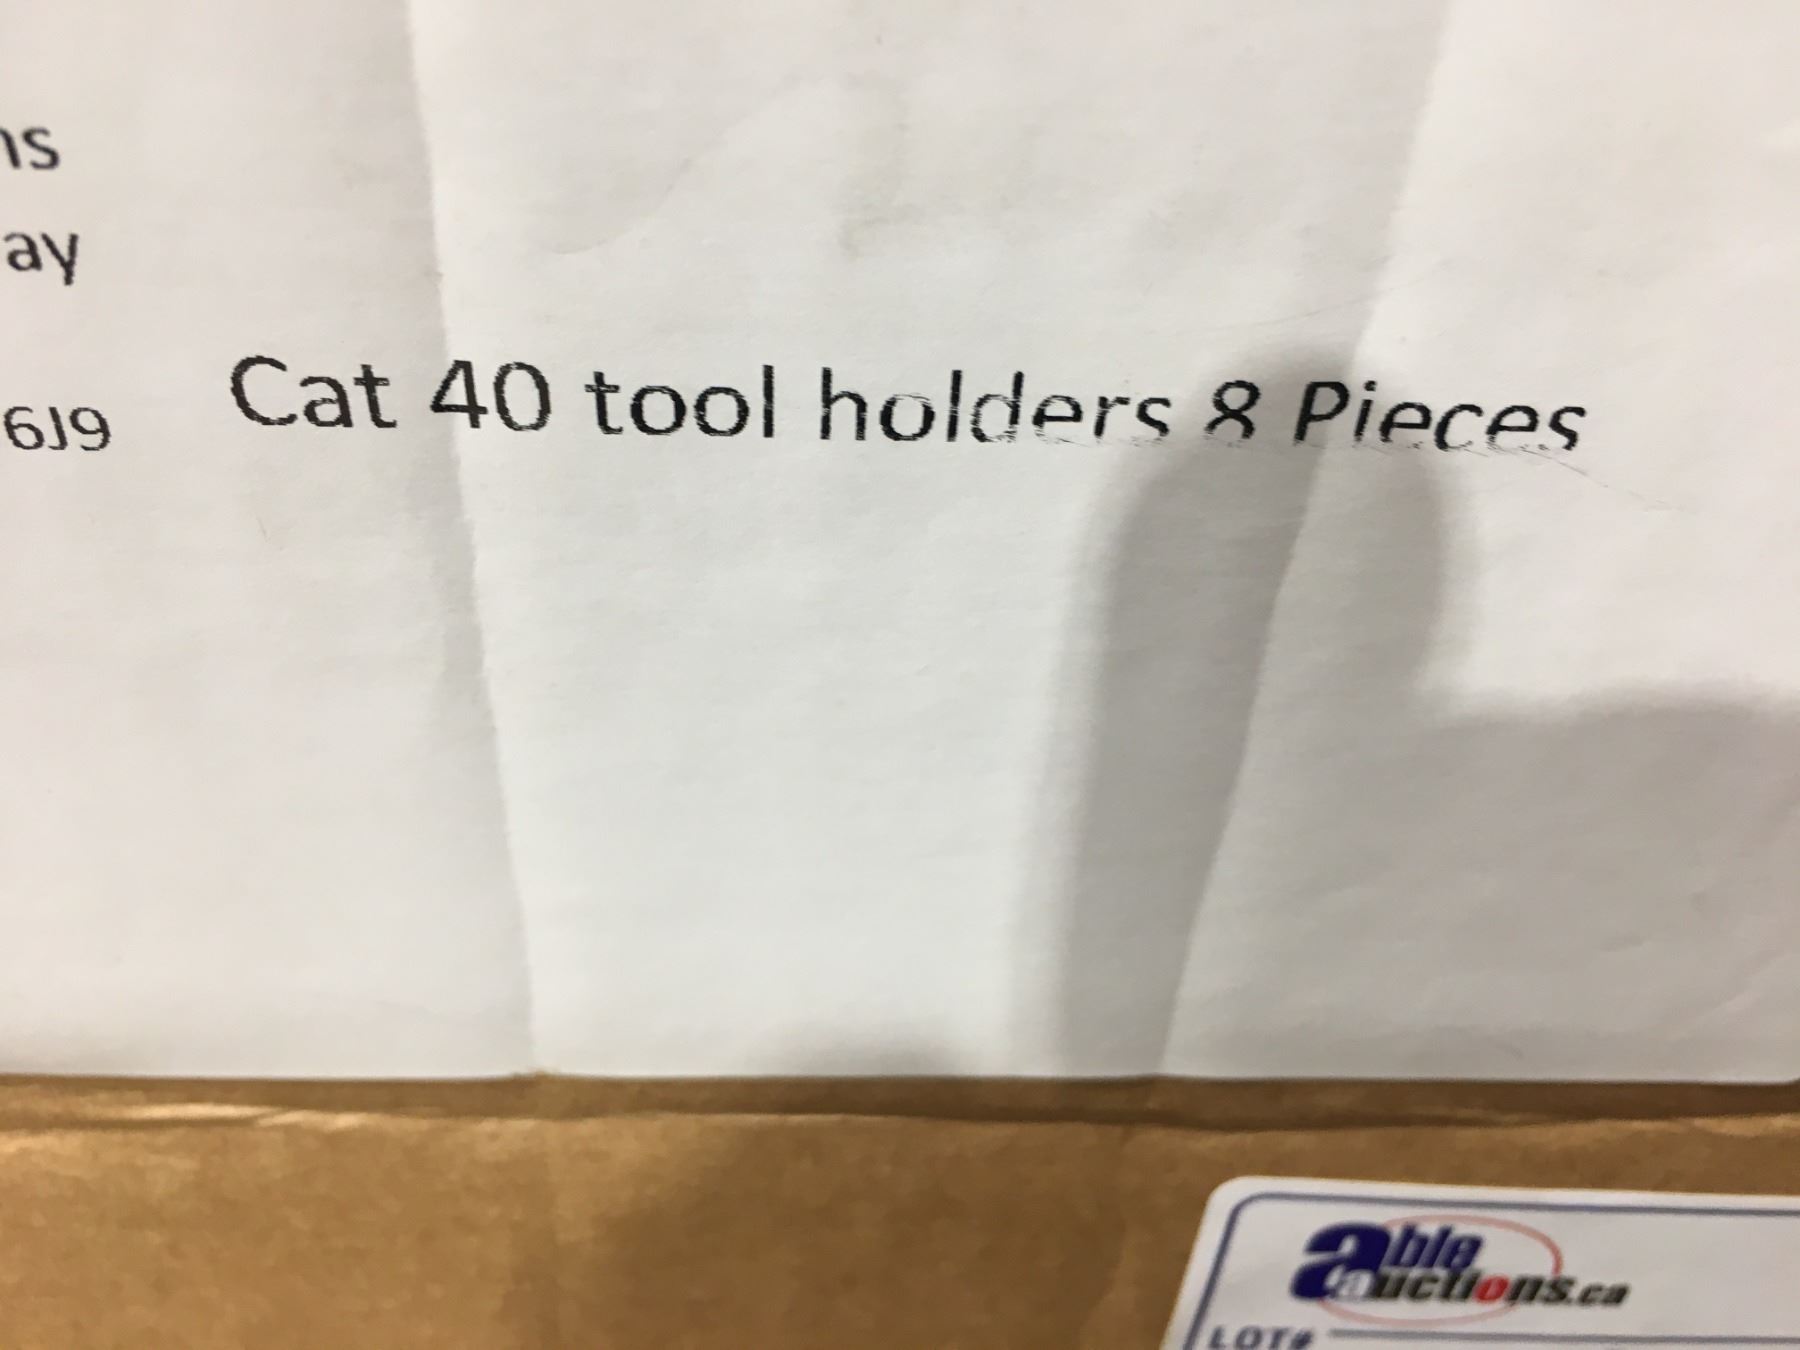 ns
ay
6J9
Cat 40 tool holders 8 Pieces
able
auctions.ca
LOT#